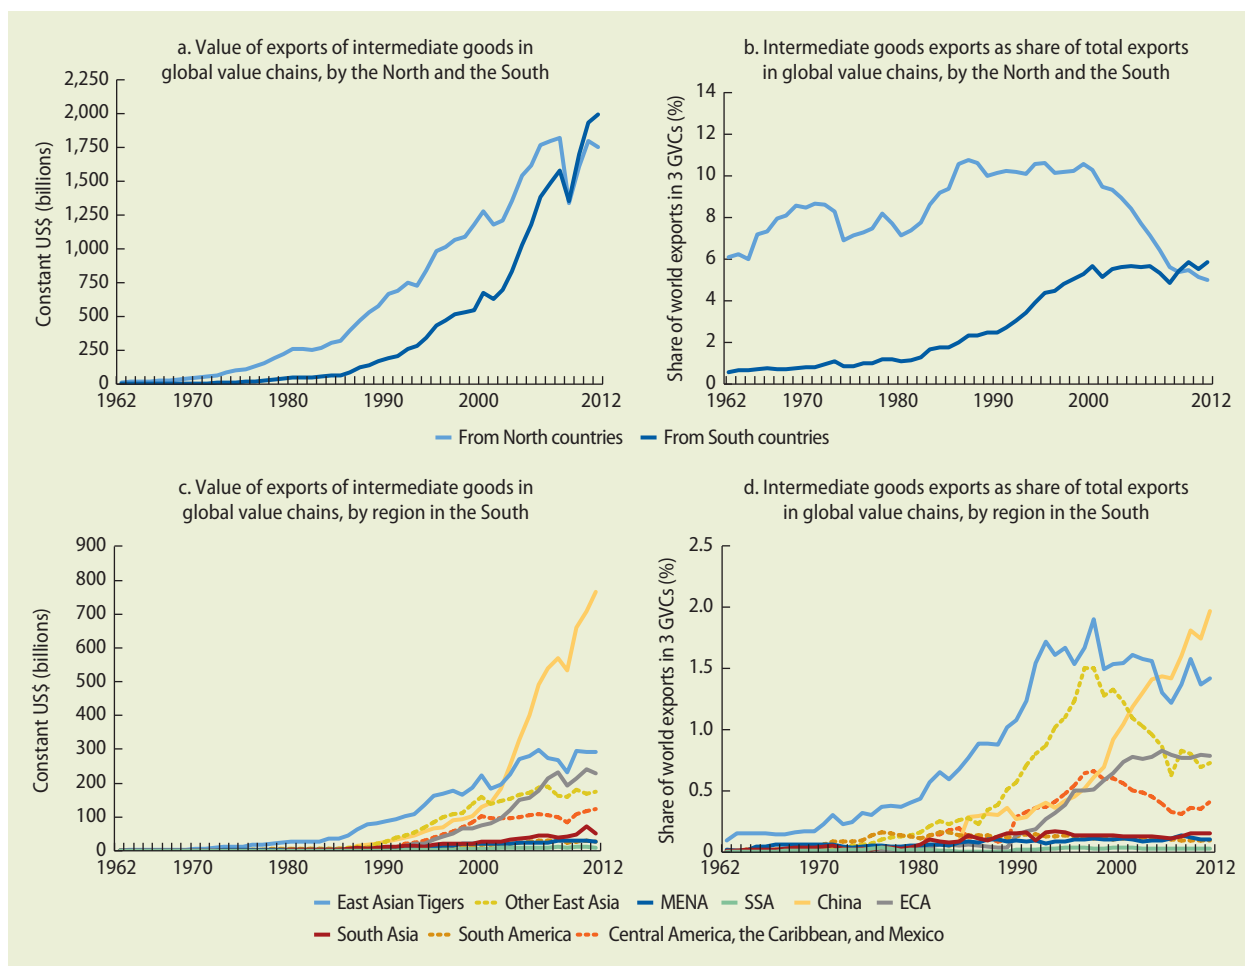 a. Value of exports of intermediate goods in
global value chains, by the North and the South
Constant US$ (billions)
2,250
2,000
1,750
1,500
1,250
1,000
750
500
250
0
1962
1970
1980
1990
2000
2012
b. Intermediate goods exports as share of total exports
in global value chains, by the North and the South
Share of world exports in 3 GVCs (%)
14
12
10
8
6
4
2
0
1962
1970
1980
1990
2000
2012
From North countries
From South countries
c. Value of exports of intermediate goods in
global value chains, by region in the South
Constant US$ (billions)
900
800
700
600
500
400
300
200
100
0
1962
1970
1980
1990
2000
2012
d. Intermediate goods exports as share of total exports
in global value chains, by region in the South
Share of world exports in 3 GVCs (%)
2.5
2.0
1.5
1.0
0.5
0
1962
1970
1980
1990
2000
2012
East Asian Tigers
Other East Asia
MENA
SSA
China
ECA
South Asia
South America
Central America, the Caribbean, and Mexico